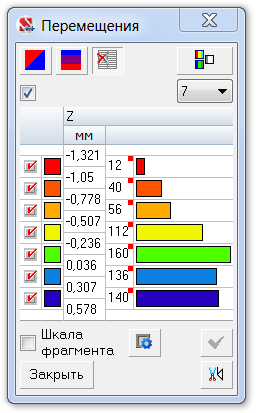 Перемещения
7
Z
мм
-1,321
12
-1,05
40
-0,778
56
-0,507
112
-0,236
160
0,036
136
0,307
140
0,578
Шкала
фрагмента
Закрыть